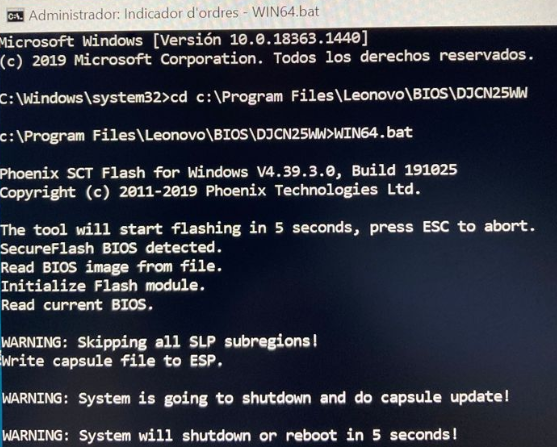 Administrador: Indicador d'ordres - WIN64.bat
Microsoft Windows [Versión 10.0.18363.1440]
(c) 2019 Microsoft Corporation. Todos los derechos reservados.
C:\Windows\system32>cd c:\Program Files\Leonovo\BIOS\DJCN25WW
c:\Program Files\Leonovo\BIOS\DJCN25WW>WIN64.bat
Phoenix SCT Flash for Windows V4.39.3.0, Build 191025
Copyright (c) 2011-2019 Phoenix Technologies Ltd.
The tool will start flashing in 5 seconds, press ESC to abort.
SecureFlash BIOS detected.
Read BIOS image from file.
Initialize Flash module.
Read current BIOS.
WARNING: Skipping all SLP subregions!
Write capsule file to ESP.
WARNING: System is going to shutdown and do capsule update!
WARNING: System will shutdown or reboot in 5 seconds!